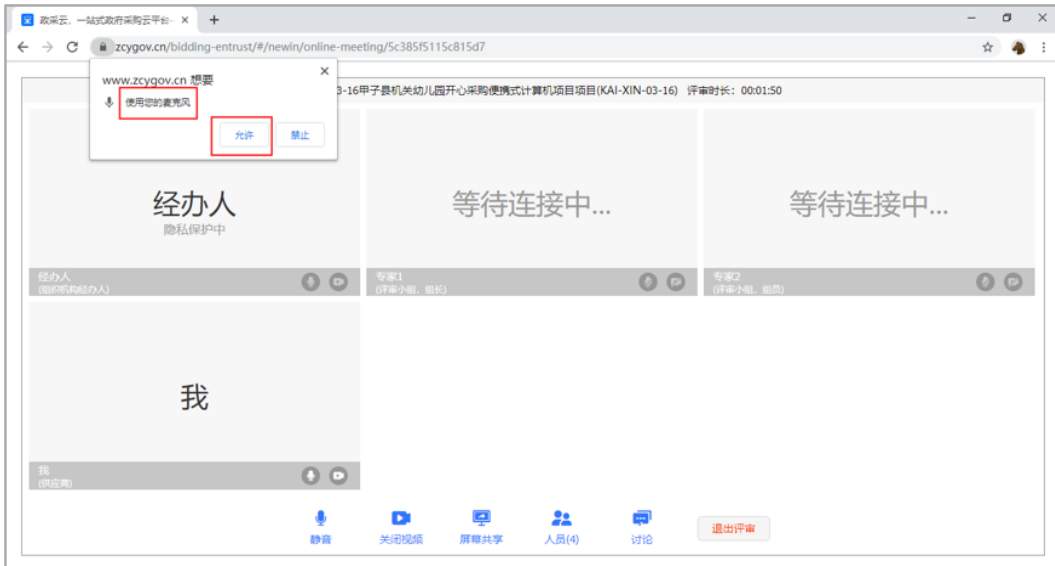 政采云，一站式政府采购云平台-
zcygov.cn/bidding-entrust/#/newin/online-meeting/5c385f5115c815d7
www.zcygov.cn 想要
使用您的麦克风
允许
禁止
3-16甲子县机关幼儿园开心采购便携式计算机项目项目(KAI-XIN-03-16) 评审时长：00:01:50
经办人
隐私保护中
等待连接中...
等待连接中...
经办人
(组织机构经办人)
专家1
(评审小组、组长)
专家2
(评审小组、组员)
我
我
(供应商)
静音
关闭视频
屏幕共享
人员(4)
讨论
退出评审